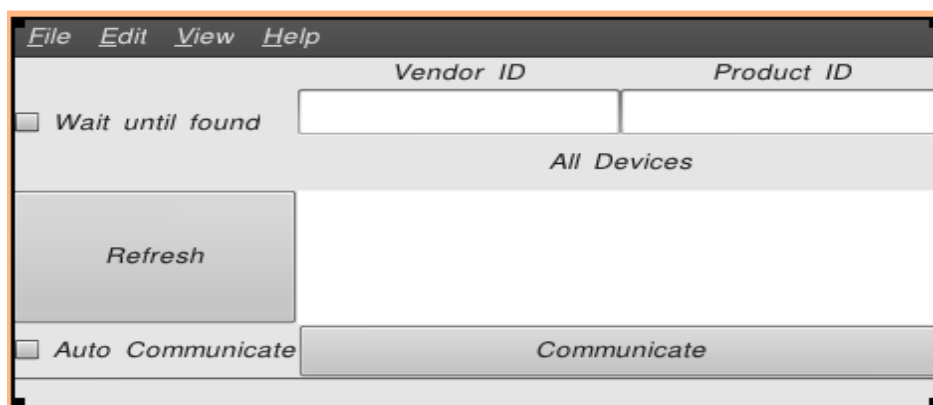 File Edit View Help
Vendor ID Product ID
Wait until found
All Devices
Refresh
Auto Communicate Communicate